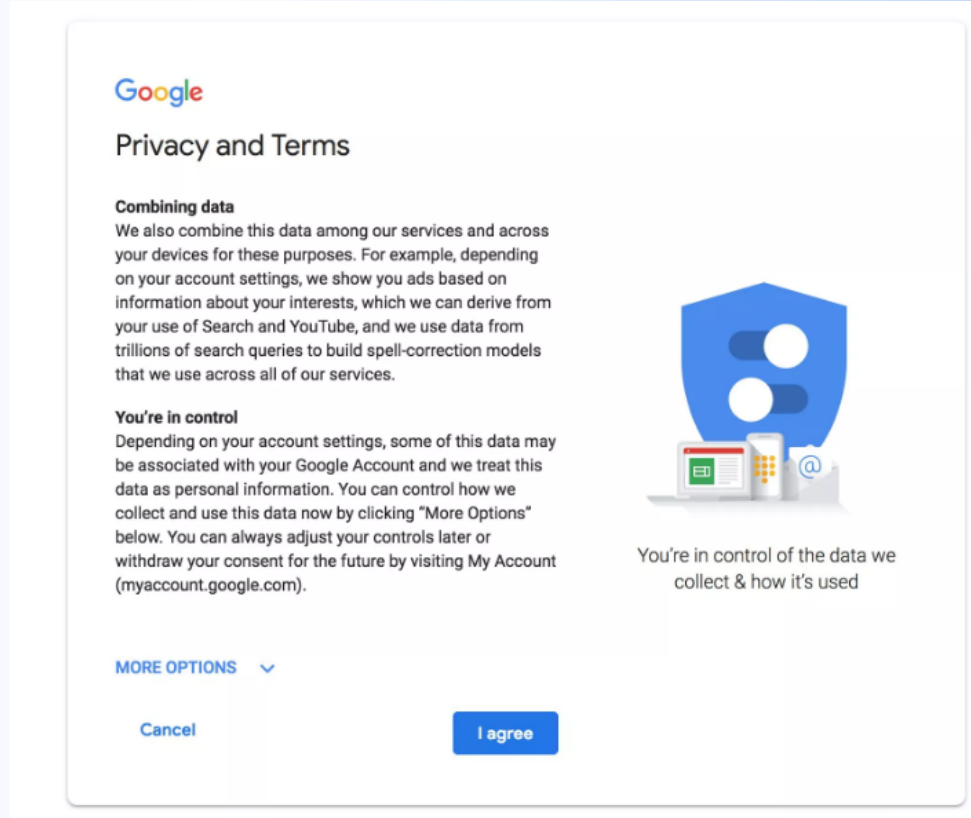 Google
Privacy and Terms
Combining data
We also combine this data among our services and across
your devices for these purposes. For example, depending
on your account settings, we show you ads based on
information about your interests, which we can derive from
your use of Search and YouTube, and we use data from
trillions of search queries to build spell-correction models
that we use across all of our services.
You're in control
Depending on your account settings, some of this data may
be associated with your Google Account and we treat this
data as personal information. You can control how we
collect and use this data now by clicking “More Options”
below. You can always adjust your controls later or
withdraw your consent for the future by visiting My Account
(myaccount.google.com).
@
You're in control of the data we
collect & how it's used
MORE OPTIONS
Cancel
I agree